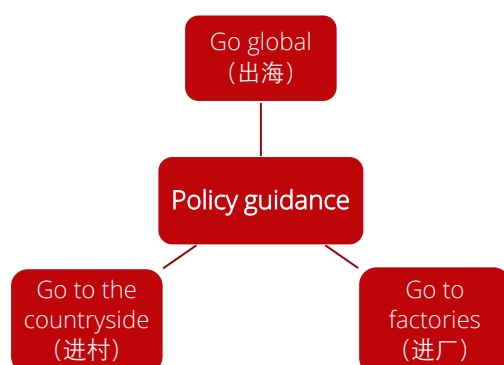 Go global
（出海）
Policy guidance
Go to the
countryside
（进村）
Go to
factories
（进厂）